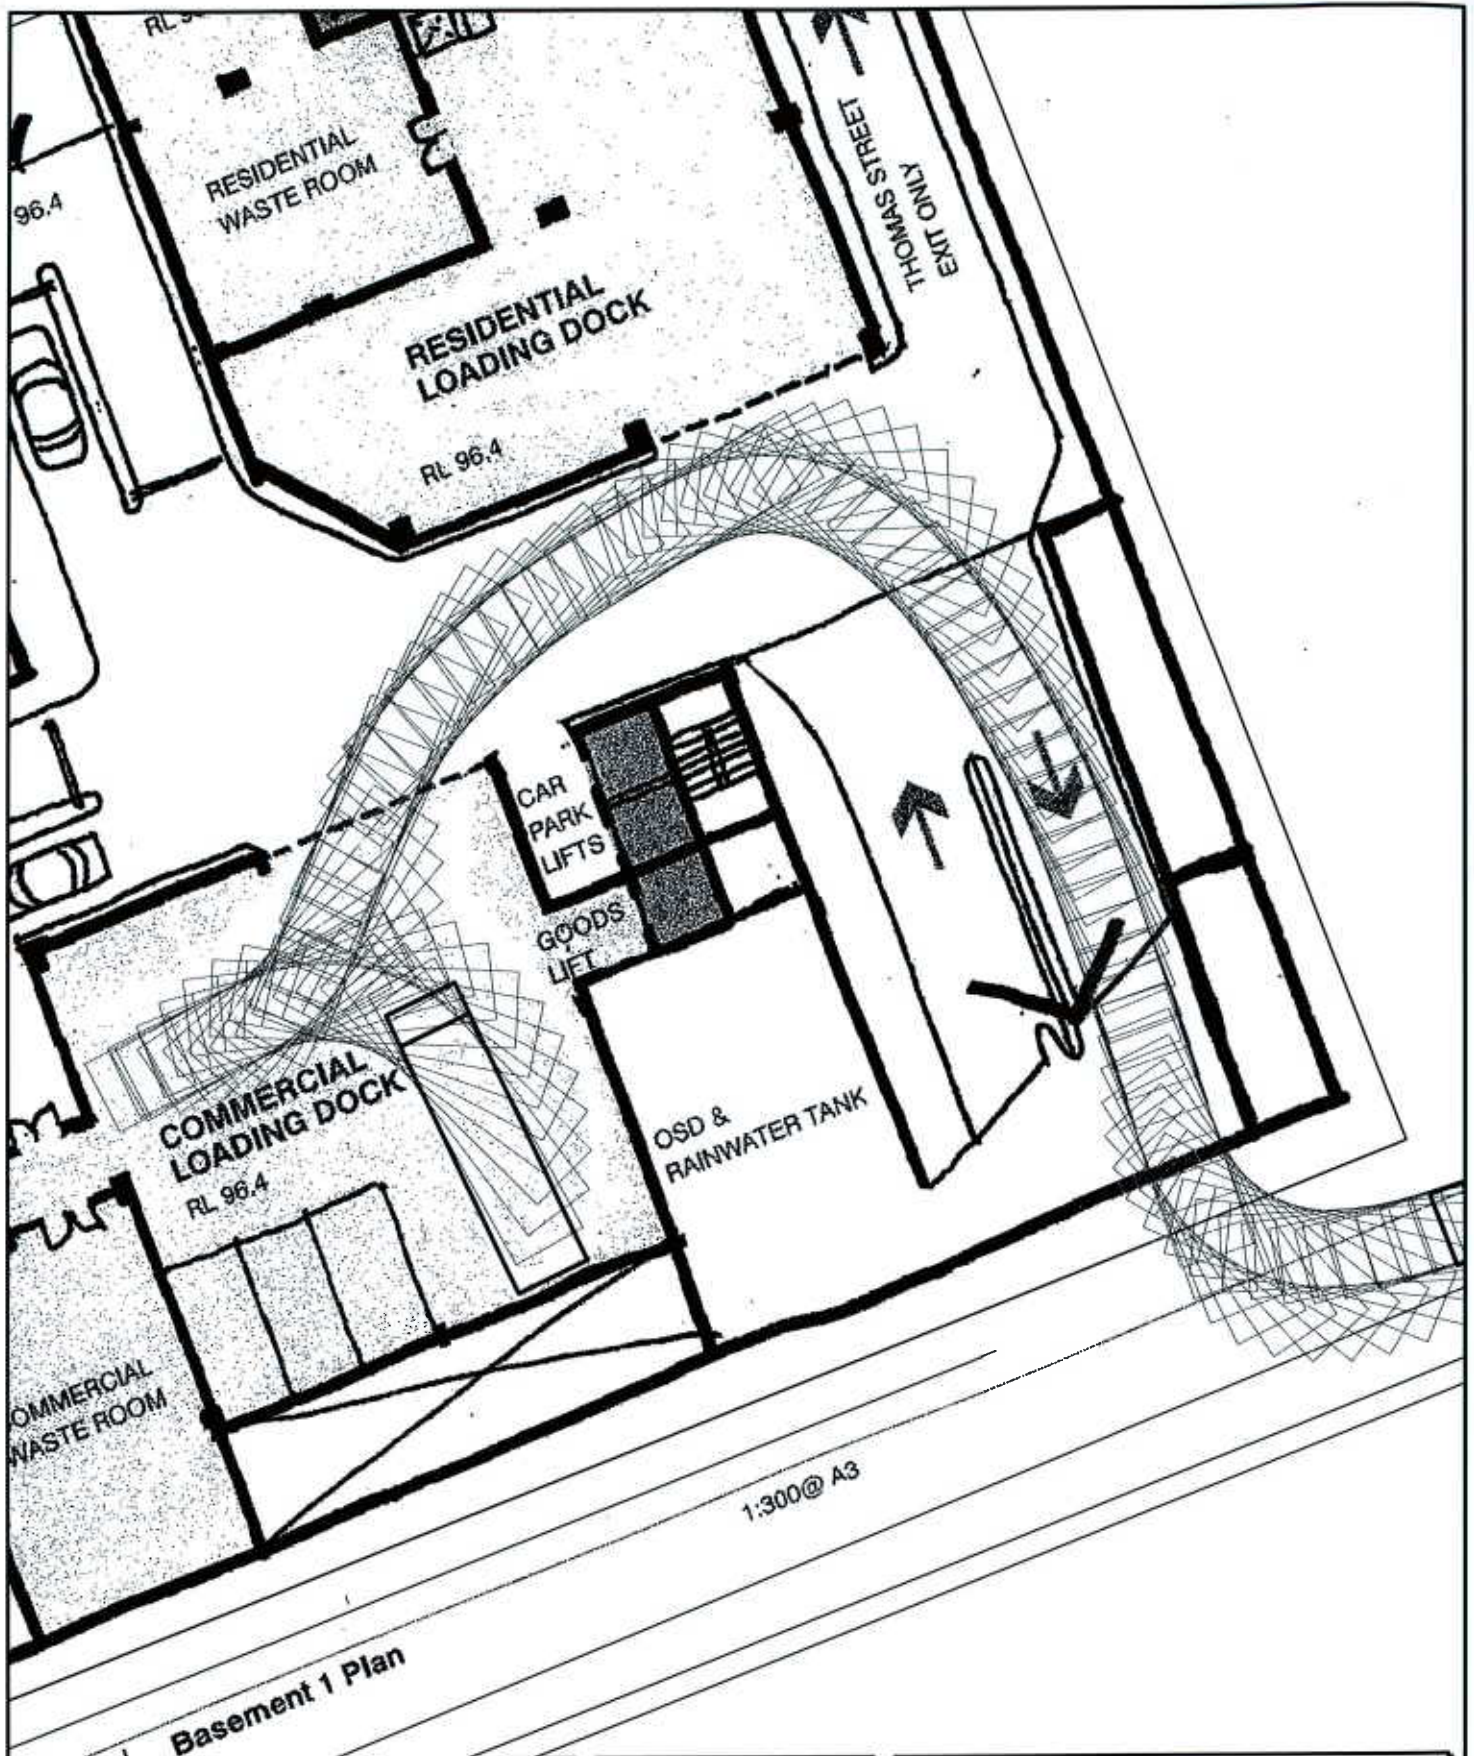 RESIDENTIAL
WASTE ROOM
96.4
THOMAS STREET
EXIT ONLY
RESIDENTIAL
LOADING DOCK
RL 96.4
CAR
PARK
LIFTS
GOODS
LIFT
COMMERCIAL
LOADING DOCK
RL 96.4
OSD &
RAINWATER TANK
OMMERCIAL
WASTE ROOM
1:300@ A3
Basement 1 Plan